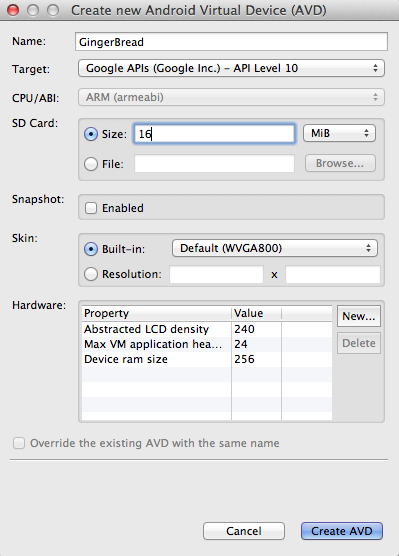 Create new Android Virtual Device (AVD)
Name: GingerBread
Target: Google APIs (Google Inc.) – API Level 10
CPU/ABI: ARM (armeabi)
SD Card: Size: 16 MiB
File: Browse...
Snapshot: Enabled
Skin: Built-in: Default (WVGA800)
Resolution: x
Hardware:
Property Value New...
Abstracted LCD density 240
Max VM application hea... 24 Delete
Device ram size 256
Override the existing AVD with the same name
Cancel Create AVD